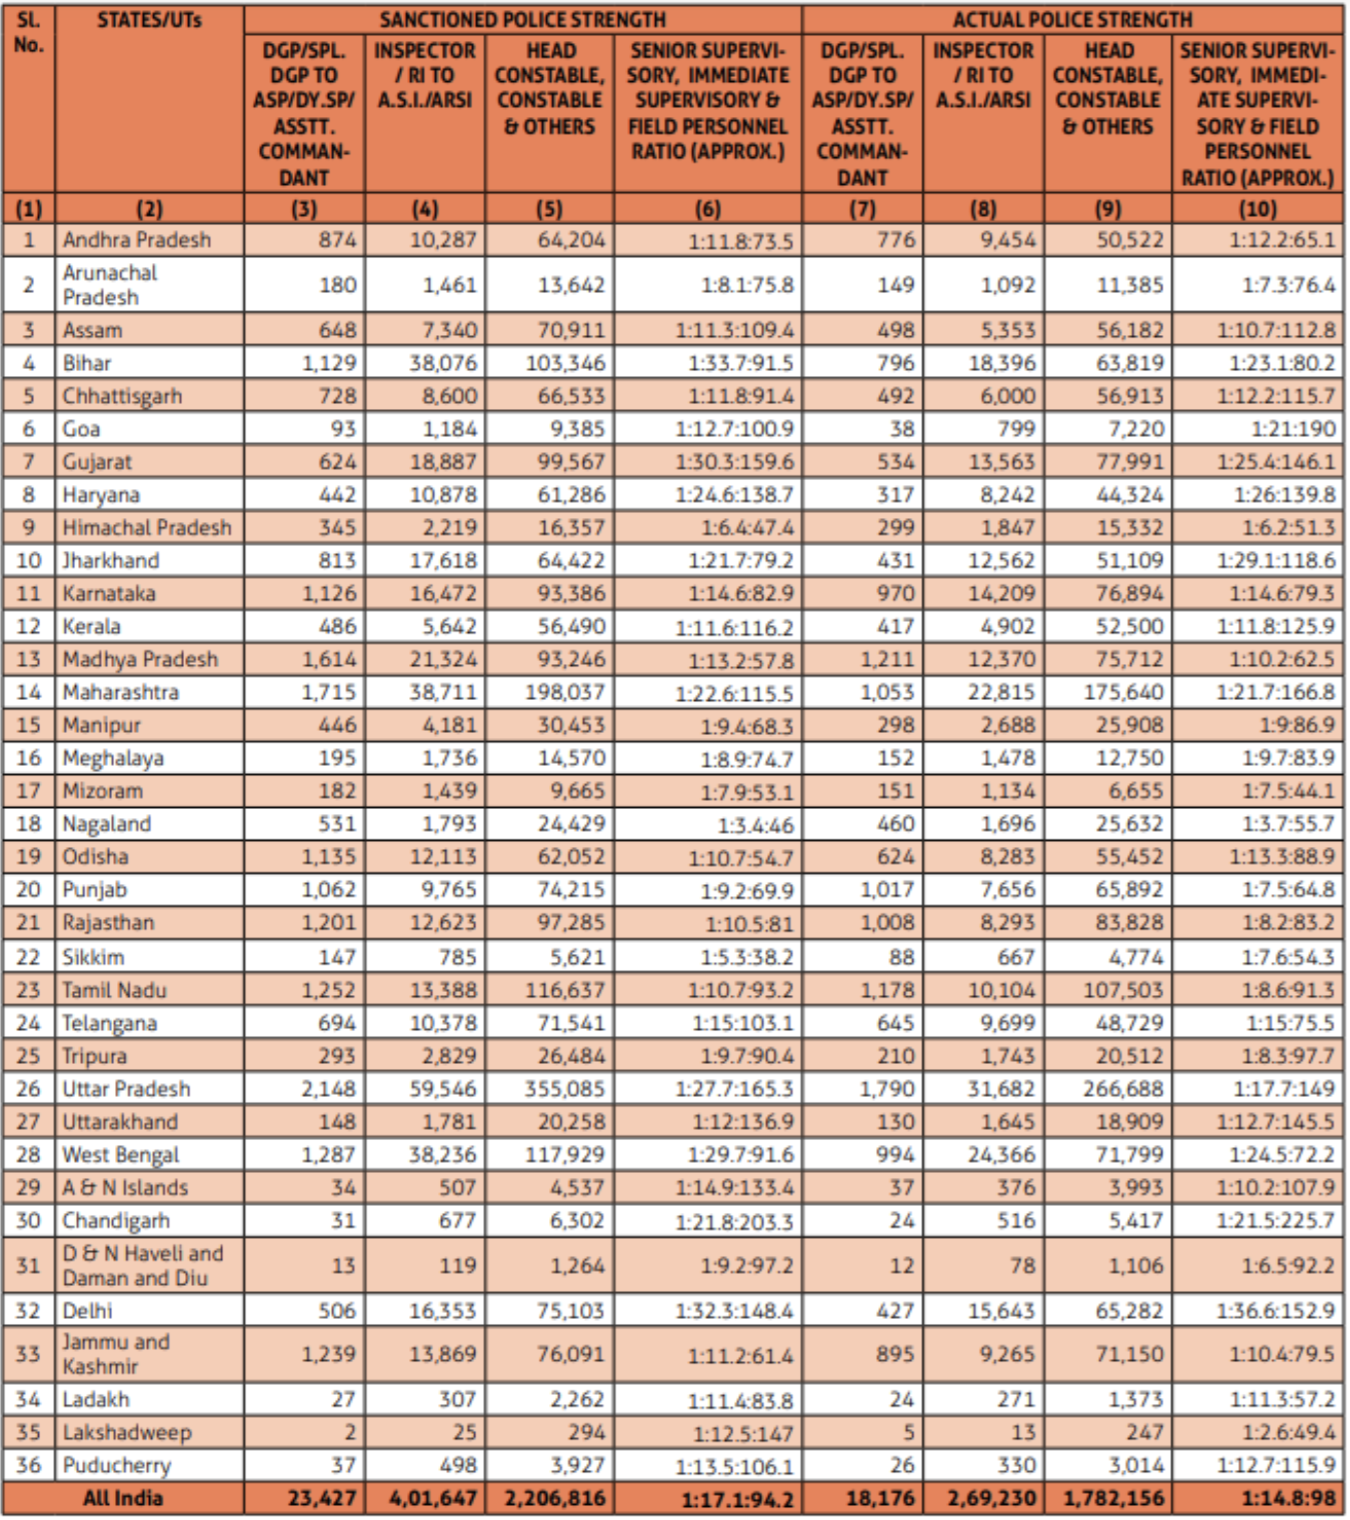 Sl. No. STATES/UTs SANCTIONED POLICE STRENGTH ACTUAL POLICE STRENGTH
DGP/SPL. DGP TO ASP/DY.SP/ ASSTT. COMMAN- DANT INSPECTOR / RI TO A.S.I./ARSI HEAD CONSTABLE, CONSTABLE & OTHERS SENIOR SUPERVI- SORY, IMMEDIATE SUPERVISORY & FIELD PERSONNEL RATIO (APPROX.) DGP/SPL. DGP TO ASP/DY.SP/ ASSTT. COMMAN- DANT INSPECTOR / RI TO A.S.I./ARSI HEAD CONSTABLE, CONSTABLE & OTHERS SENIOR SUPERVI- SORY, IMMEDI- ATE SUPERVI- SORY & FIELD PERSONNEL RATIO (APPROX.)
(1) (2) (3) (4) (5) (6) (7) (8) (9) (10)
1 Andhra Pradesh 874 10,287 64,204 1:11.8:73.5 776 9,454 50,522 1:12.2:65.1
2 Arunachal Pradesh 180 1,461 13,642 1:8.1:75.8 149 1,092 11,385 1:7.3:76.4
3 Assam 648 7,340 70,911 1:11.3:109.4 498 5,353 56,182 1:10.7:112.8
4 Bihar 1,129 38,076 103,346 1:33.7:91.5 796 18,396 63,819 1:23.1:80.2
5 Chhattisgarh 728 8,600 66,533 1:11.8:91.4 492 6,000 56,913 1:12.2:115.7
6 Goa 93 1,184 9,385 1:12.7:100.9 38 799 7,220 1:21:190
7 Gujarat 624 18,887 99,567 1:30.3:159.6 534 13,563 77,991 1:25.4:146.1
8 Haryana 442 10,878 61,286 1:24.6:138.7 317 8,242 44,324 1:26:139.8
9 Himachal Pradesh 345 2,219 16,357 1:6.4:47.4 299 1,847 15,332 1:6.2:51.3
10 Jharkhand 813 17,618 64,422 1:21.7:79.2 431 12,562 51,109 1:29.1:118.6
11 Karnataka 1,126 16,472 93,386 1:14.6:82.9 970 14,209 76,894 1:14.6:79.3
12 Kerala 486 5,642 56,490 1:11.6:116.2 417 4,902 52,500 1:11.8:125.9
13 Madhya Pradesh 1,614 21,324 93,246 1:13.2:57.8 1,211 12,370 75,712 1:10.2:62.5
14 Maharashtra 1,715 38,711 198,037 1:22.6:115.5 1,053 22,815 175,640 1:21.7:166.8
15 Manipur 446 4,181 30,453 1:9.4:68.3 298 2,688 25,908 1:9:86.9
16 Meghalaya 195 1,736 14,570 1:8.9:74.7 152 1,478 12,750 1:9.7:83.9
17 Mizoram 182 1,439 9,665 1:7.9:53.1 151 1,134 6,655 1:7.5:44.1
18 Nagaland 531 1,793 24,429 1:3.4:46 460 1,696 25,632 1:3.7:55.7
19 Odisha 1,135 12,113 62,052 1:10.7:54.7 624 8,283 55,452 1:13.3:88.9
20 Punjab 1,062 9,765 74,215 1:9.2:69.9 1,017 7,656 65,892 1:7.5:64.8
21 Rajasthan 1,201 12,623 97,285 1:10.5:81 1,008 8,293 83,828 1:8.2:83.2
22 Sikkim 147 785 5,621 1:5.3:38.2 88 667 4,774 1:7.6:54.3
23 Tamil Nadu 1,252 13,388 116,637 1:10.7:93.2 1,178 10,104 107,503 1:8.6:91.3
24 Telangana 694 10,378 71,541 1:15:103.1 645 9,699 48,729 1:15:75.5
25 Tripura 293 2,829 26,484 1:9.7:90.4 210 1,743 20,512 1:8.3:97.7
26 Uttar Pradesh 2,148 59,546 355,085 1:27.7:165.3 1,790 31,682 266,688 1:17.7:149
27 Uttarakhand 148 1,781 20,258 1:12:136.9 130 1,645 18,909 1:12.7:145.5
28 West Bengal 1,287 38,236 117,929 1:29.7:91.6 994 24,366 71,799 1:24.5:72.2
29 A & N Islands 34 507 4,537 1:14.9:133.4 37 376 3,993 1:10.2:107.9
30 Chandigarh 31 677 6,302 1:21.8:203.3 24 516 5,417 1:21.5:225.7
31 D & N Haveli and Daman and Diu 13 119 1,264 1:9.2:97.2 12 78 1,106 1:6.5:92.2
32 Delhi 506 16,353 75,103 1:32.3:148.4 427 15,643 65,282 1:36.6:152.9
33 Jammu and Kashmir 1,239 13,869 76,091 1:11.2:61.4 895 9,265 71,150 1:10.4:79.5
34 Ladakh 27 307 2,262 1:11.4:83.8 24 271 1,373 1:11.3:57.2
35 Lakshadweep 2 25 294 1:12.5:147 5 13 247 1:2.6:49.4
36 Puducherry 37 498 3,927 1:13.5:106.1 26 330 3,014 1:12.7:115.9
All India 23,427 4,01,647 2,206,816 1:17.1:94.2 18,176 2,69,230 1,782,156 1:14.8:98